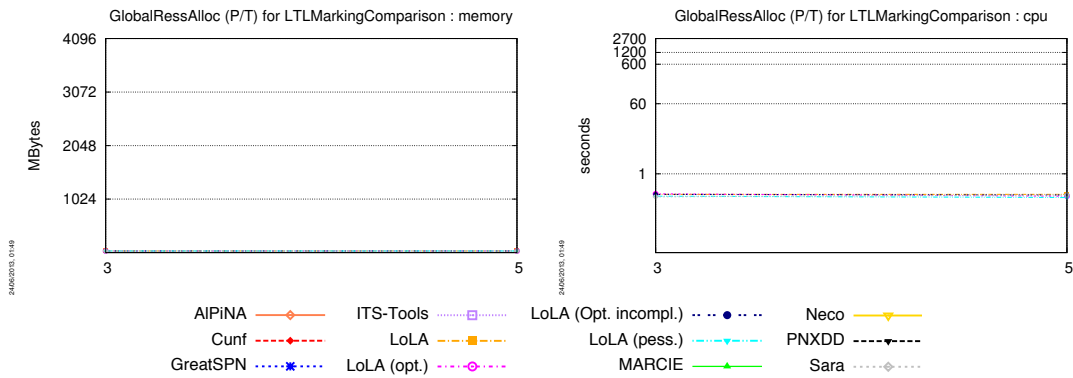 GlobalRessAlloc (P/T) for LTLMarkingComparison : memory
4096
3072
2048
1024
MBytes
3
5
24/06/2013, 01:49
GlobalRessAlloc (P/T) for LTLMarkingComparison : cpu
2700
1200
600
60
1
seconds
3
5
24/06/2013, 01:49
AlPiNA
Cunf
GreatSPN
ITS-Tools
LoLA
LoLA (opt.)
LoLA (Opt. incompl.)
LoLA (pess.)
MARCIE
Neco
PNXDD
Sara